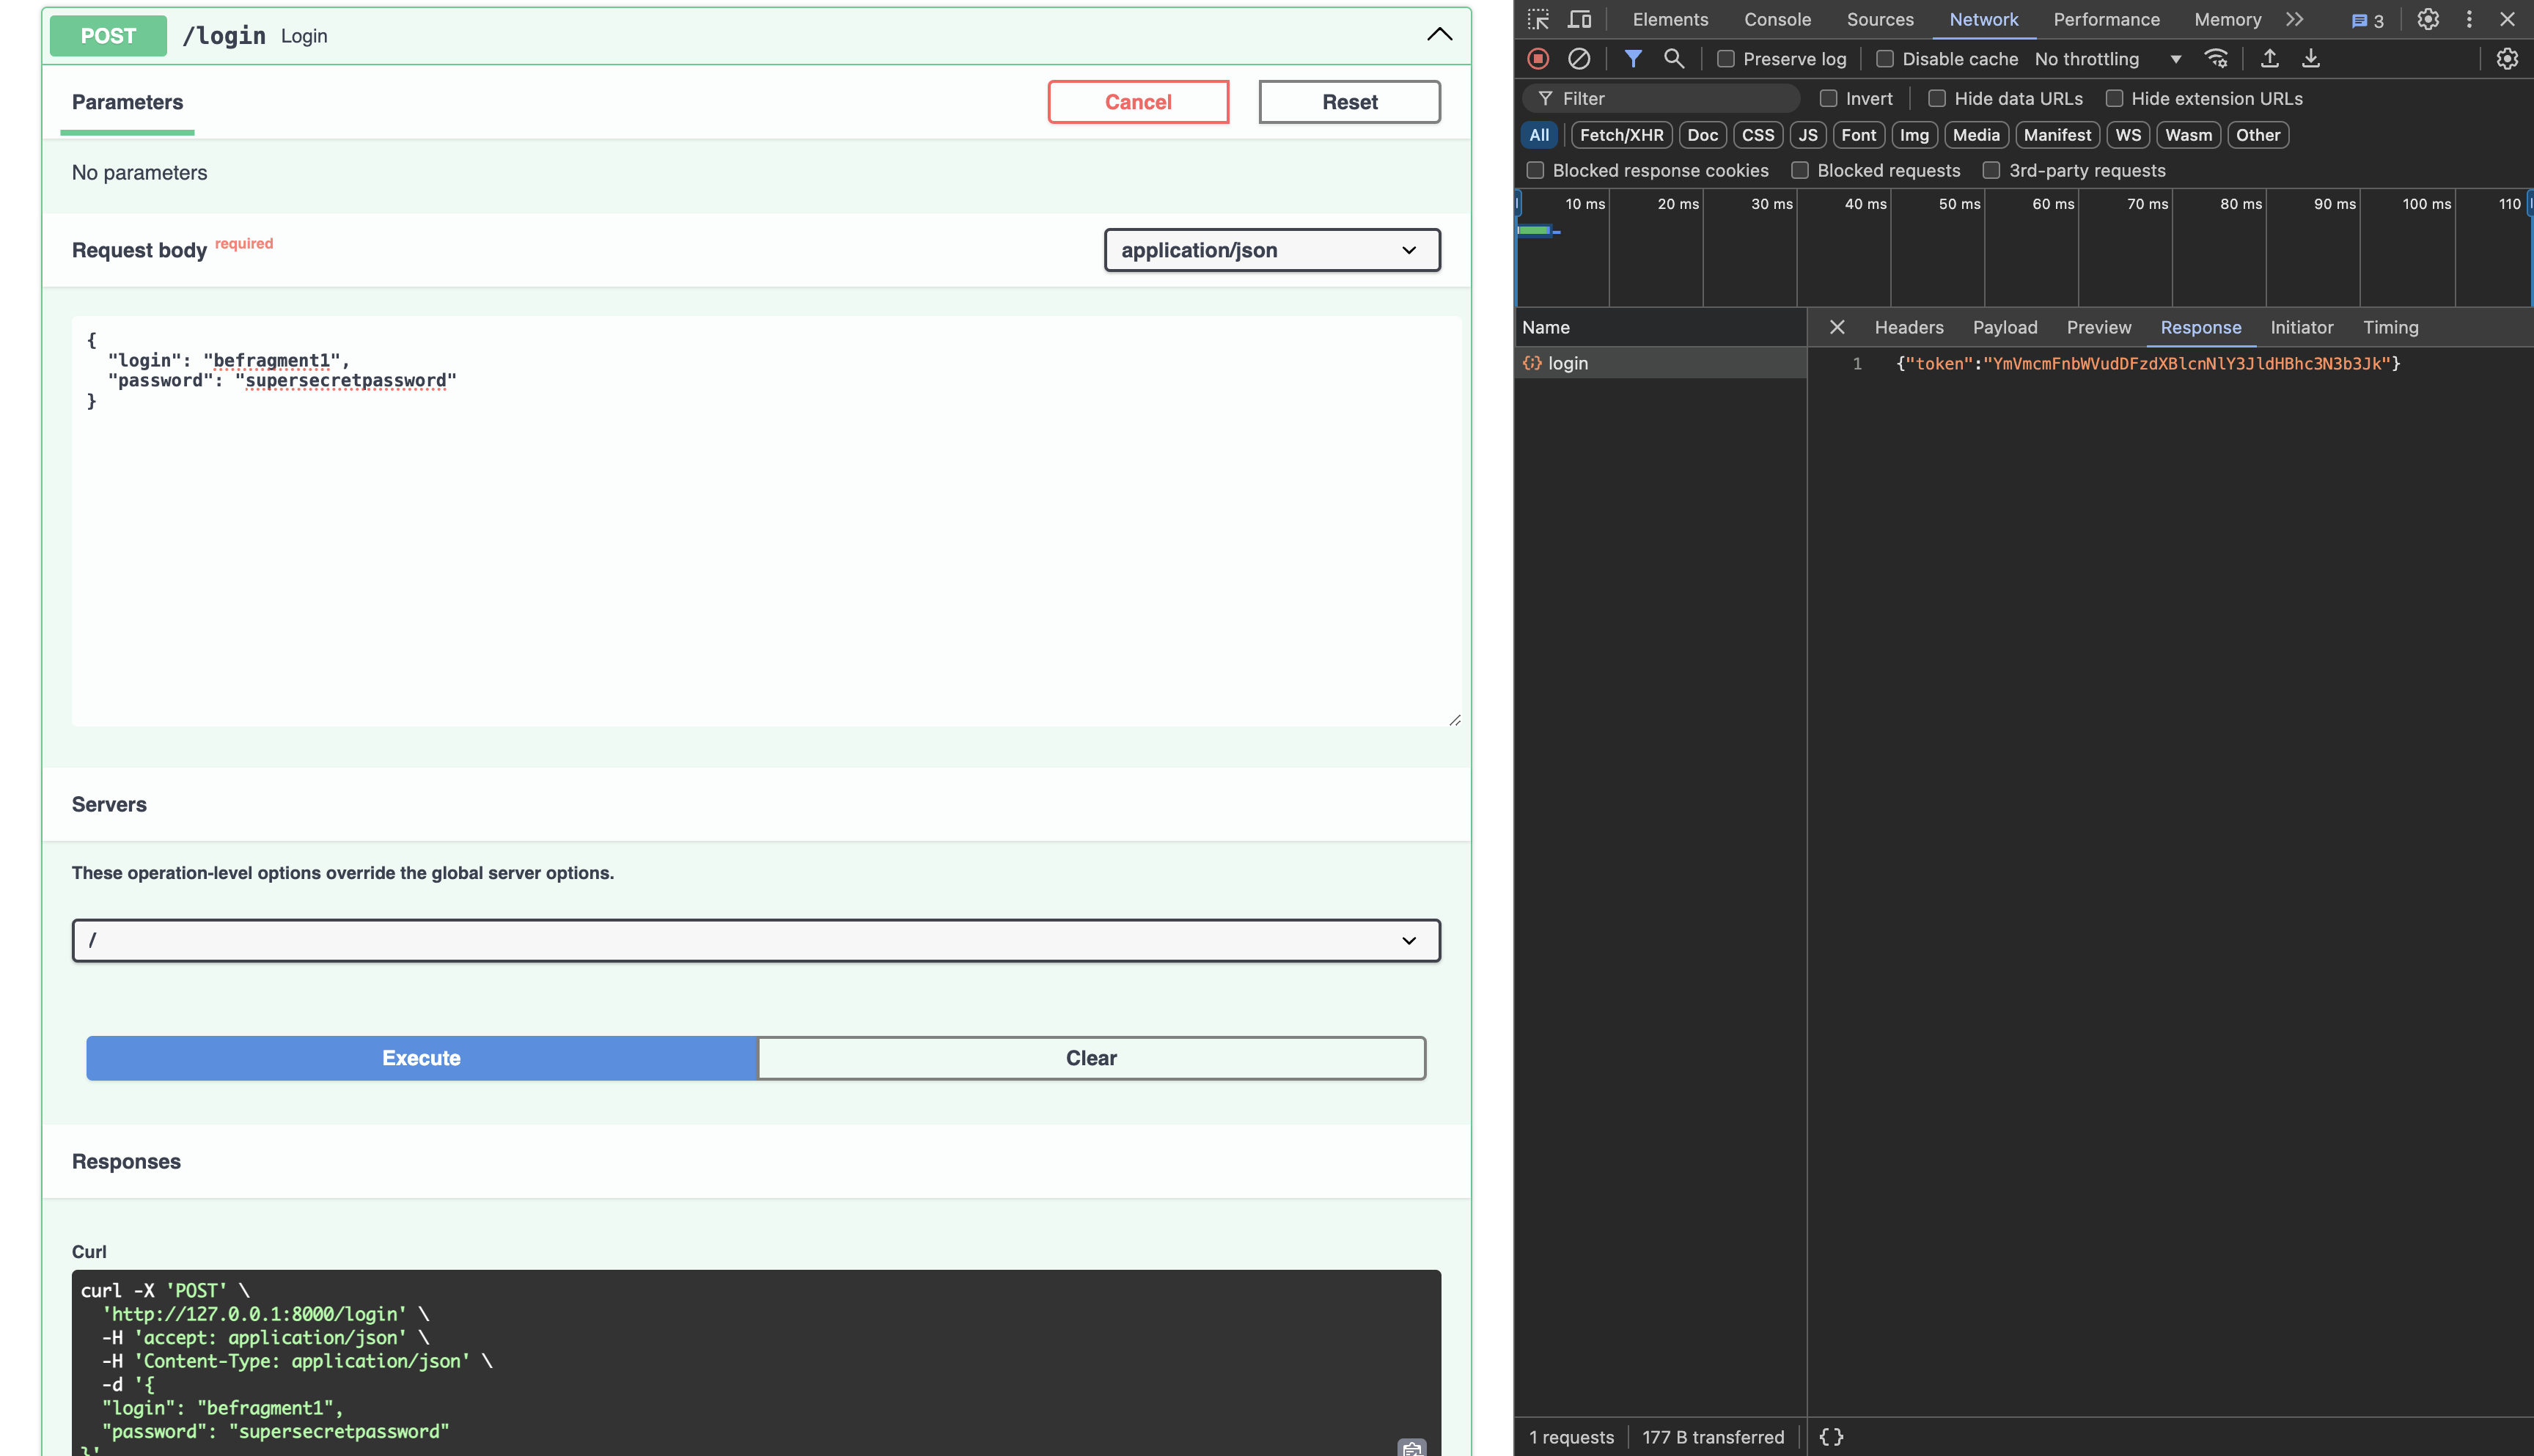 POST /login Login
Parameters
Cancel
Reset
No parameters
Request body required
application/json
{
"login": "befragment1",
"password": "supersecretpassword"
}
Servers
These operation-level options override the global server options.
/
Execute
Clear
Responses
Curl
curl -X 'POST' \
'http://127.0.0.1:8000/login' \
-H 'accept: application/json' \
-H 'Content-Type: application/json' \
-d '{
"login": "befragment1",
"password": "supersecretpassword"
}'
Elements Console Sources Network Performance Memory 3
Preserve log Disable cache No throttling
Filter Invert Hide data URLs Hide extension URLs
All Fetch/XHR Doc CSS JS Font Img Media Manifest WS Wasm Other
Blocked response cookies Blocked requests 3rd-party requests
10 ms 20 ms 30 ms 40 ms 50 ms 60 ms 70 ms 80 ms 90 ms 100 ms 110
Name Headers Payload Preview Response Initiator Timing
login
1 {"token":"YmVmcmFnbWVudDFzdXBlcnNlY3JldHBhc3N3b3Jk"}
1 requests 177 B transferred { }